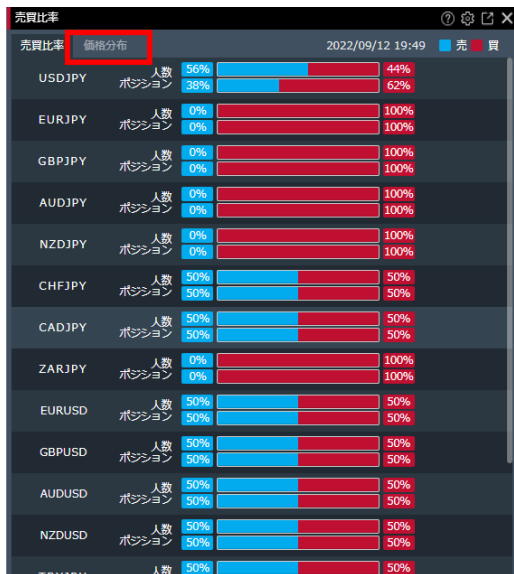 売買比率
売買比率 価格分布 2022/09/12 19:49 売 買
USDJPY 人数 56% 44%
ポジション 38% 62%
EURJPY 人数 0% 100%
ポジション 0% 100%
GBPJPY 人数 0% 100%
ポジション 0% 100%
AUDJPY 人数 0% 100%
ポジション 0% 100%
NZDJPY 人数 0% 100%
ポジション 0% 100%
CHFJPY 人数 50% 50%
ポジション 50% 50%
CADJPY 人数 50% 50%
ポジション 50% 50%
ZARJPY 人数 0% 100%
ポジション 0% 100%
EURUSD 人数 50% 50%
ポジション 50% 50%
GBPUSD 人数 50% 50%
ポジション 50% 50%
AUDUSD 人数 50% 50%
ポジション 50% 50%
NZDUSD 人数 50% 50%
ポジション 50% 50%
人数 50% 50%